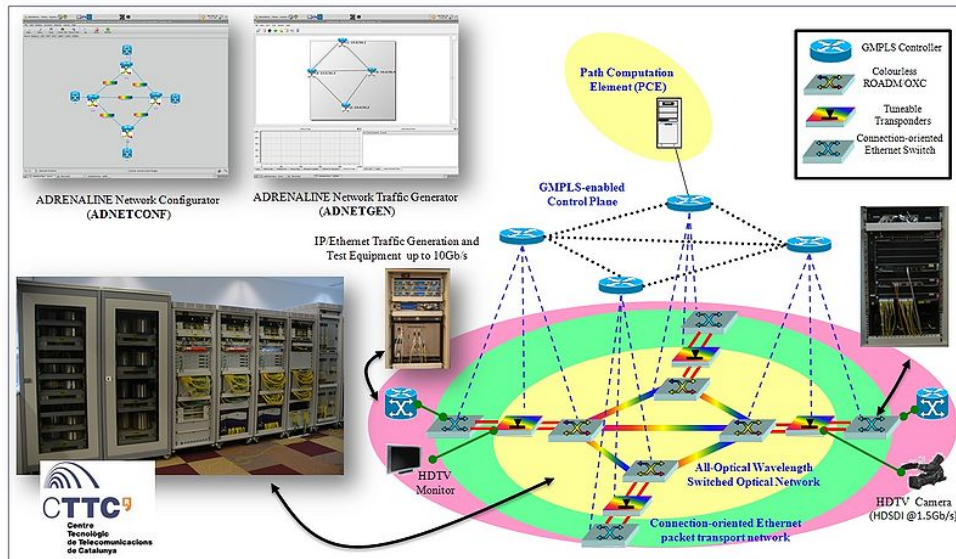 Path Computation
Element (PCE)
GMPLS Controller
Colourless
ROADM/OXC
Tuneable
Transponders
Connection-oriented
Ethernet Switch
ADRENALINE Network Configurator
(ADNETCONF)
ADRENALINE Network Traffic Generator
(ADNETGEN)
GMPLS-enabled
Control Plane
IP/Ethernet Traffic Generation and
Test Equipment up to 10Gb/s
HDTV
Monitor
All-Optical Wavelength
Switched Optical Network
HDTV Camera
(HDSDI @1.5Gb/s)
Connection-oriented Ethernet
packet transport network
CTTC
Centre
Tecnològic
de Telecomunicacions
de Catalunya